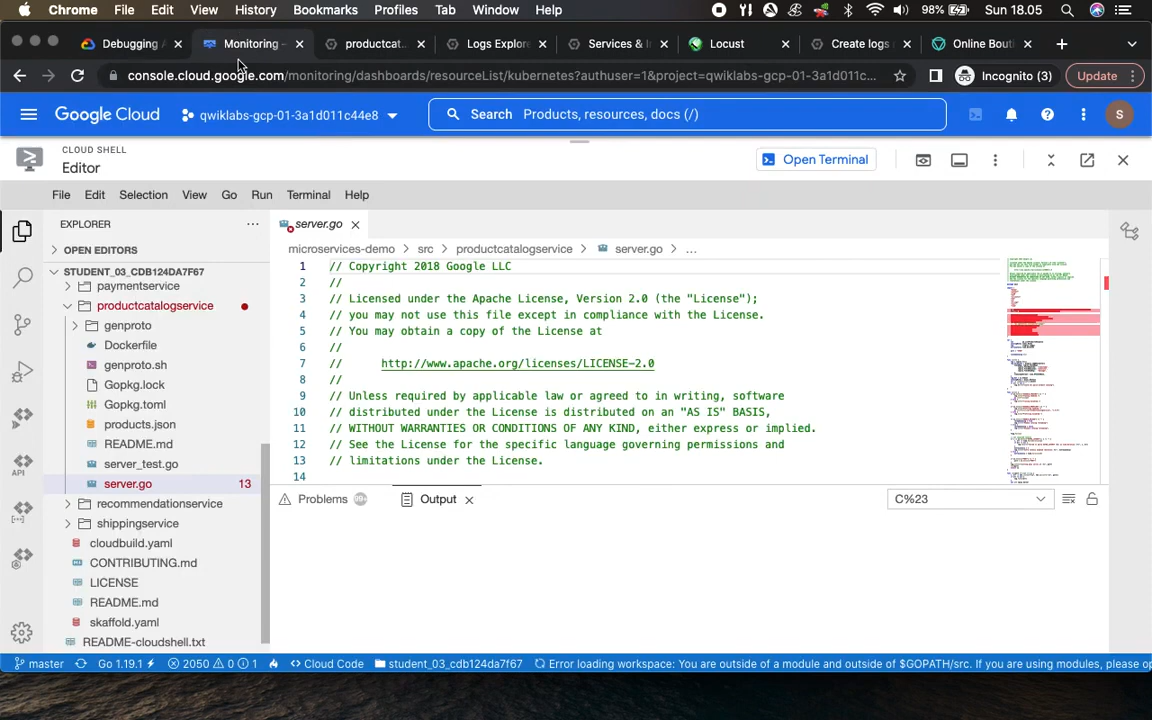 Chrome File Edit View History Bookmarks Profiles Tab Window Help 98% Sun 18.05
Debugging Monitoring - productcat... Logs Explore Services & I Locust Create logs Online Bouti
console.cloud.google.com/monitoring/dashboards/resourceList/kubernetes?authuser=1&project=qwiklabs-gcp-01-3a1d011c... Incognito (3) Update
Google Cloud qwiklabs-gcp-01-3a1d011c44e8 Search Products, resources, docs (/) S
CLOUD SHELL
Editor Open Terminal
File Edit Selection View Go Run Terminal Help
EXPLORER ... server.go
OPEN EDITORS microservices-demo > src > productcatalogservice > server.go > ...
STUDENT_03_CDB124DA7F67
paymentservice
productcatalogservice
genproto
Dockerfile
genproto.sh
Gopkg.lock
Gopkg.toml
products.json
README.md
server_test.go
server.go 13
recommendationservice
shippingservice
cloudbuild.yaml
CONTRIBUTING.md
LICENSE
README.md
skaffold.yaml
README-cloudshell.txt
API
1 // Copyright 2018 Google LLC
2 //
3 // Licensed under the Apache License, Version 2.0 (the "License");
4 // you may not use this file except in compliance with the License.
5 // You may obtain a copy of the License at
6 //
7 // http://www.apache.org/licenses/LICENSE-2.0
8 //
9 // Unless required by applicable law or agreed to in writing, software
10 // distributed under the License is distributed on an "AS IS" BASIS,
11 // WITHOUT WARRANTIES OR CONDITIONS OF ANY KIND, either express or implied.
12 // See the License for the specific language governing permissions and
13 // limitations under the License.
14
Problems 99+ Output C%23
master Go 1.19.1 2050 0 1 Cloud Code student_03_cdb124da7f67 Error loading workspace: You are outside of a module and outside of $GOPATH/src. If you are using modules, please op